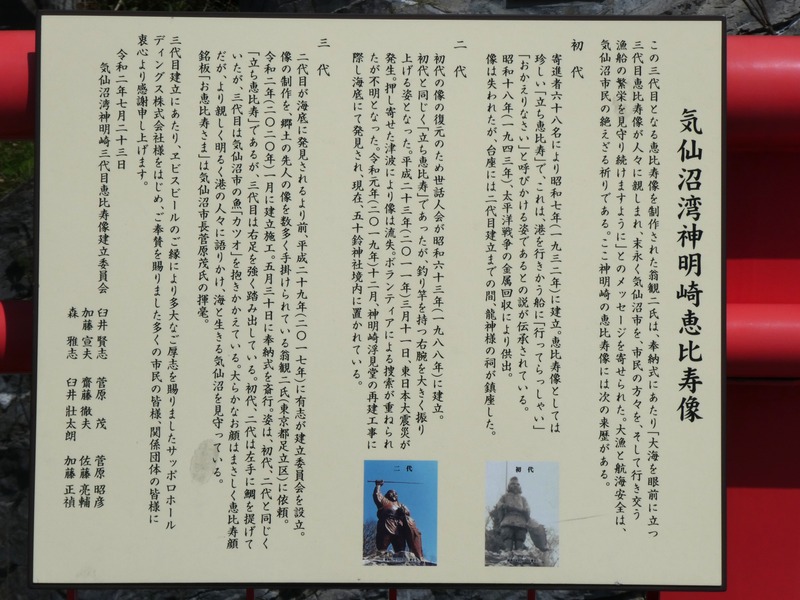 気仙沼湾神明崎恵比寿像
この三代目となる恵比寿像を制作された翁観二氏は、奉納式にあたり「大海を眼前に立つ
三代目恵比寿像が人々に親しまれ、末永く気仙沼市を、市民の方々を、そして行き交う
漁船の繁栄を見守り続けますように」とのメッセージを寄せられた。大漁と航海安全は、
気仙沼市民の絶えざる祈りである。ここ神明崎の恵比寿像には次の来歴がある。
初代
寄進者六十八名により昭和七年(一九三二年)に建立。恵比寿像としては
珍しい「立ち恵比寿」で、これは、港を行きかう船に「行ってらっしゃい」
「おかえりなさい」と呼びかける姿であるとの説が伝承されている。
昭和十八年(一九四三年)、太平洋戦争の金属回収により供出。
像は失われたが、台座には二代目建立までの間、龍神様の祠が鎮座した。
二代
初代の像の復元のため世話人会が昭和六十三年(一九八八年)に建立。
初代と同じく「立ち恵比寿」であったが、釣り竿を持つ右腕を大きく振り
上げる姿となった。平成二十三年(二〇一一年)三月十一日、東日本大震災が
発生。押し寄せた津波により像は流失。ボランティアによる捜索が重ねられ
たが不明となった。令和元年(二〇一九年)十二月、神明崎浮見堂の再建工事に
際し海底にて発見され、現在、五十鈴神社境内に置かれている。
三代
二代目が海底に発見されるより前、平成二十九年(二〇一七年)に有志が建立委員会を設立。
像の制作を、郷土の先人の像を数多く手掛けられている翁観二氏(東京都足立区)に依頼。
令和二年(二〇二〇年)一月に建立施工。五月三十日に奉納式を斎行。姿は、初代、二代と同じく
「立ち恵比寿」であるが、三代目は右足を強く踏み出している。初代、二代は左手に鯛を提げて
いたが、三代目は気仙沼市の魚「カツオ」を抱きかかえている。大らかなお顔はまさしく恵比寿顔
だが、より親しく明るく港の人々に語りかけ、海と生きる気仙沼を見守っている。
銘板「お恵比寿さま」は気仙沼市長菅原茂氏の揮毫。
三代目建立にあたり、ヱビスビールのご縁により多大なご厚志を賜りましたサッポロホール
ディングス株式会社様をはじめ、ご奉賛を賜りました多くの市民の皆様、関係団体の皆様に
衷心より感謝申し上げます。
令和二年七月二十三日
気仙沼湾神明崎三代目恵比寿像建立委員会
臼井 賢志 菅原 茂 菅原 昭彦
加藤 宣夫 齋藤 徹夫 佐藤 亮輔
森 雅志 臼井 壯太朗 加藤 正禎
初代
二代